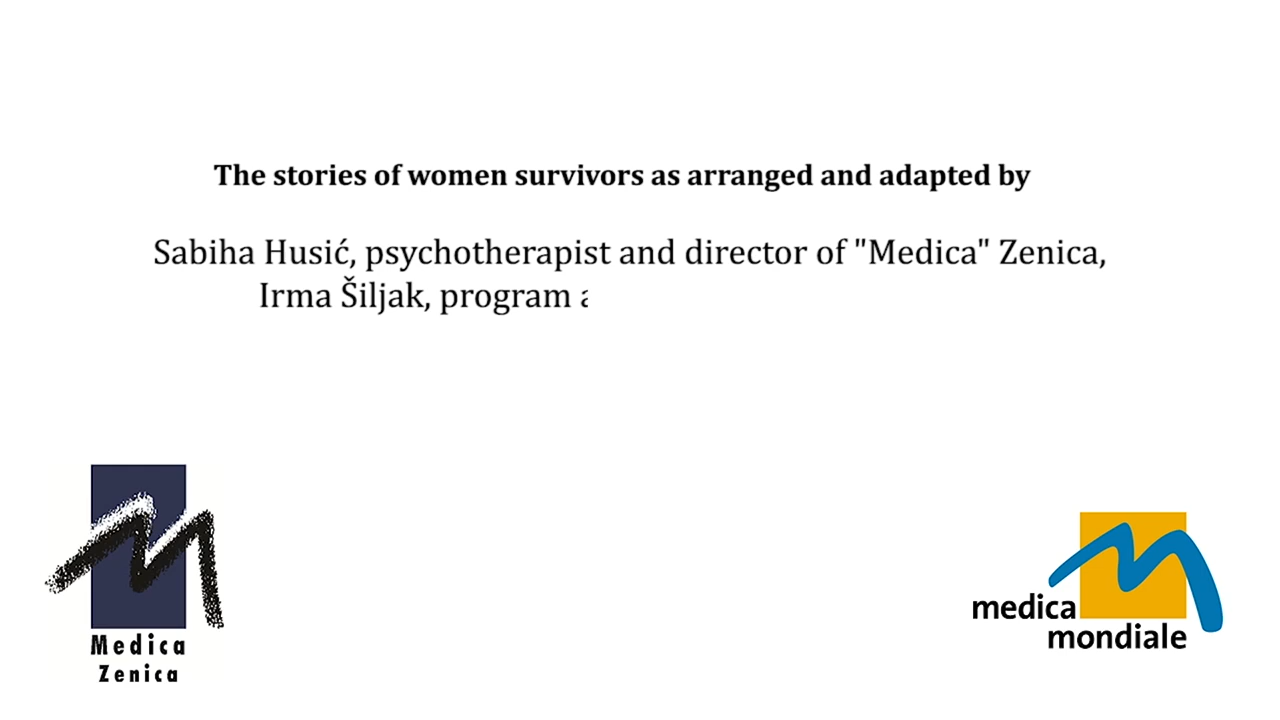 The stories of women survivors as arranged and adapted by
Sabiha Husić, psychotherapist and director of "Medica" Zenica,
Irma Šiljak, program
Medica
Zenica
medica
mondiale